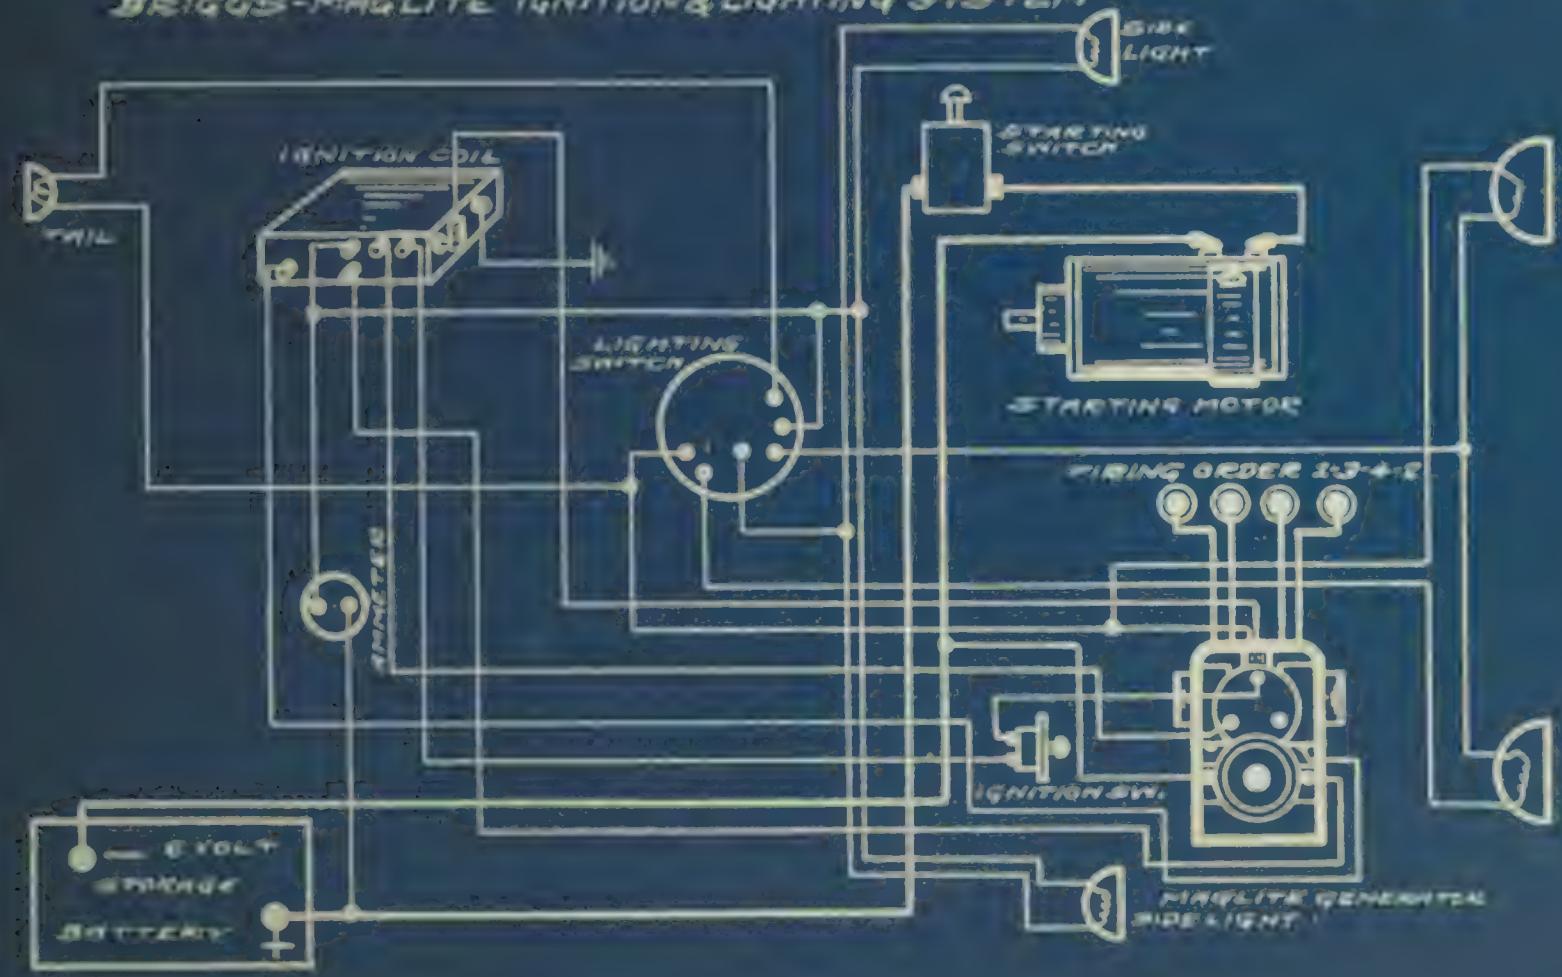 BRIGGS-MAGLITE IGNITION & LIGHTING SYSTEM
SIDE
LIGHT
STARTING
SWITCH
IGNITION COIL
TAIL
LIGHTING
SWITCH
STARTING MOTOR
FIRING ORDER 1-3-4-2
AMMETER
IGNITION SW.
— 6 VOLT
STORAGE
BATTERY
+
MAGLITE GENERATOR
SIDE LIGHT